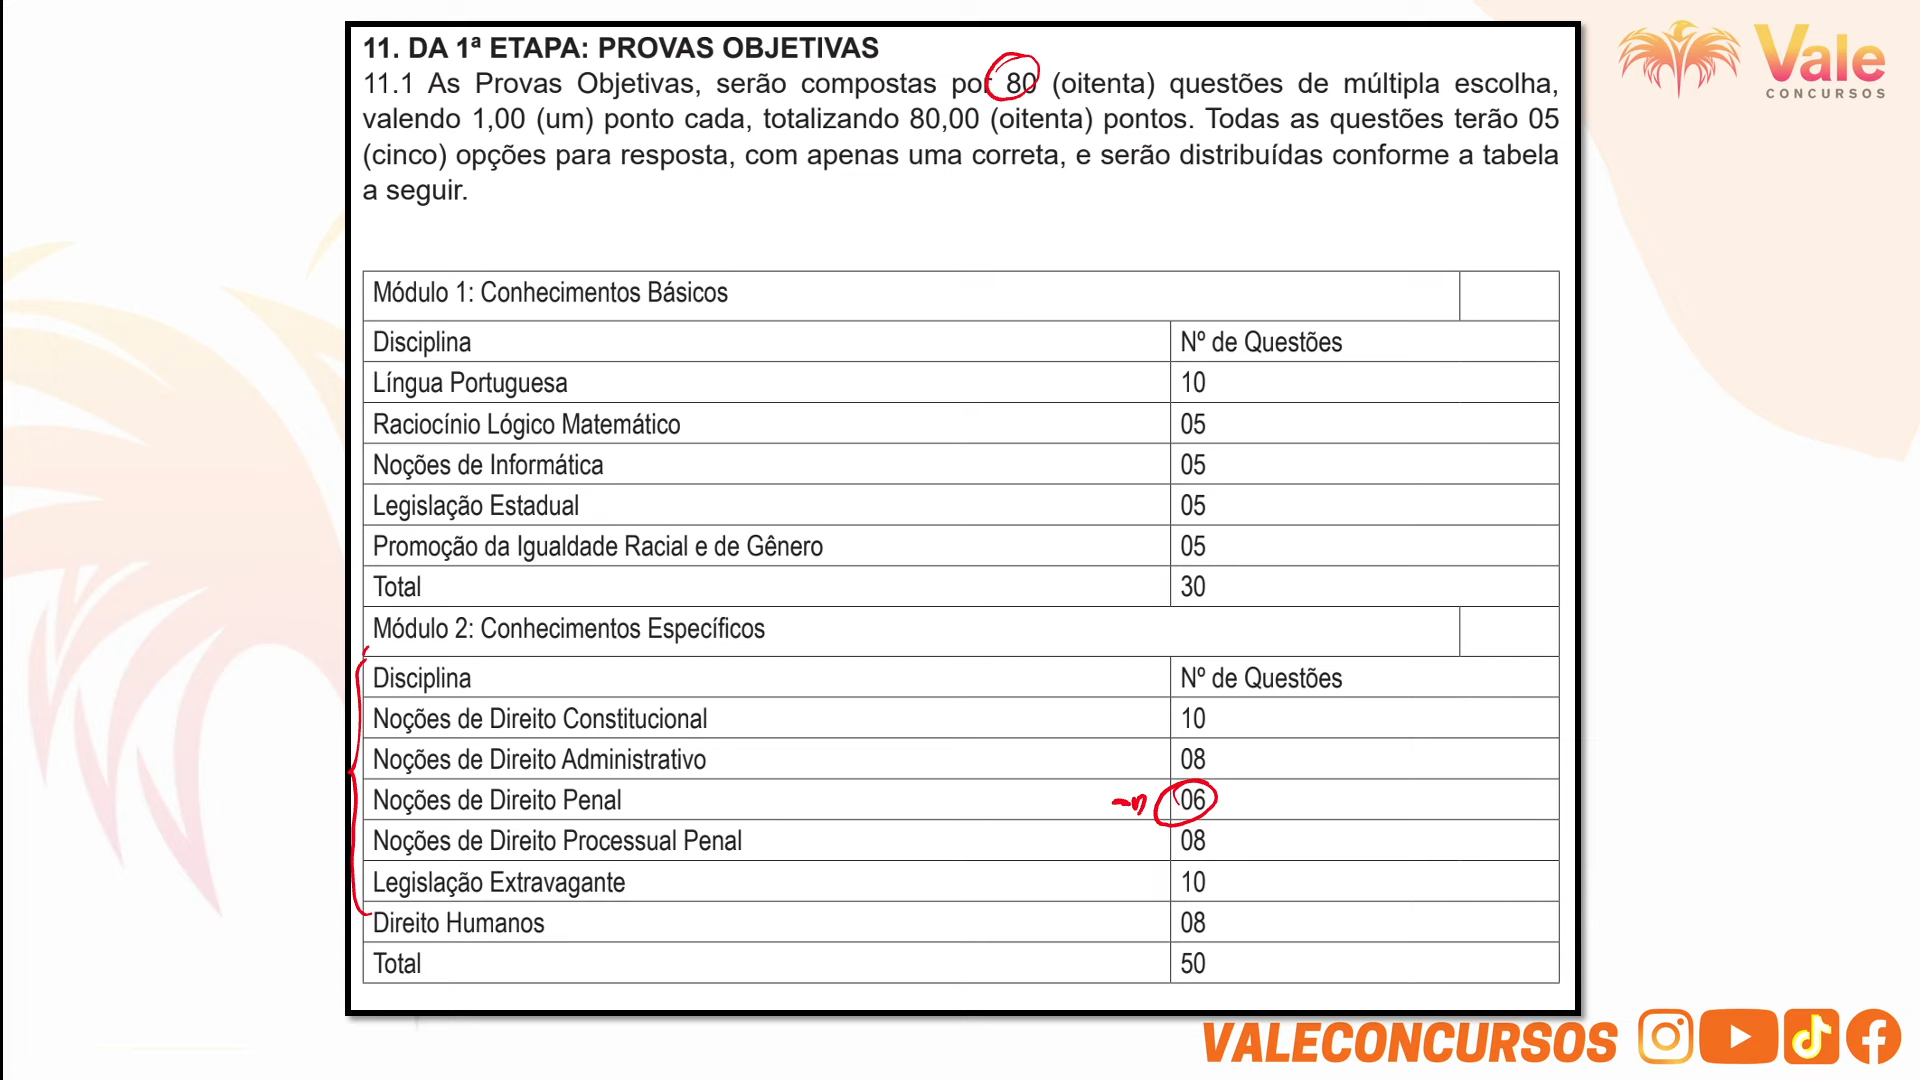 11. DA 1ª ETAPA: PROVAS OBJETIVAS
11.1 As Provas Objetivas, serão compostas por 80 (oitenta) questões de múltipla escolha,
valendo 1,00 (um) ponto cada, totalizando 80,00 (oitenta) pontos. Todas as questões terão 05
(cinco) opções para resposta, com apenas uma correta, e serão distribuídas conforme a tabela
a seguir.
Vale
CONCURSOS
Módulo 1: Conhecimentos Básicos
Disciplina Nº de Questões
Língua Portuguesa 10
Raciocínio Lógico Matemático 05
Noções de Informática 05
Legislação Estadual 05
Promoção da Igualdade Racial e de Gênero 05
Total 30
Módulo 2: Conhecimentos Específicos
Disciplina Nº de Questões
Noções de Direito Constitucional 10
Noções de Direito Administrativo 08
Noções de Direito Penal 06
Noções de Direito Processual Penal 08
Legislação Extravagante 10
Direito Humanos 08
Total 50
VALECONCURSOS